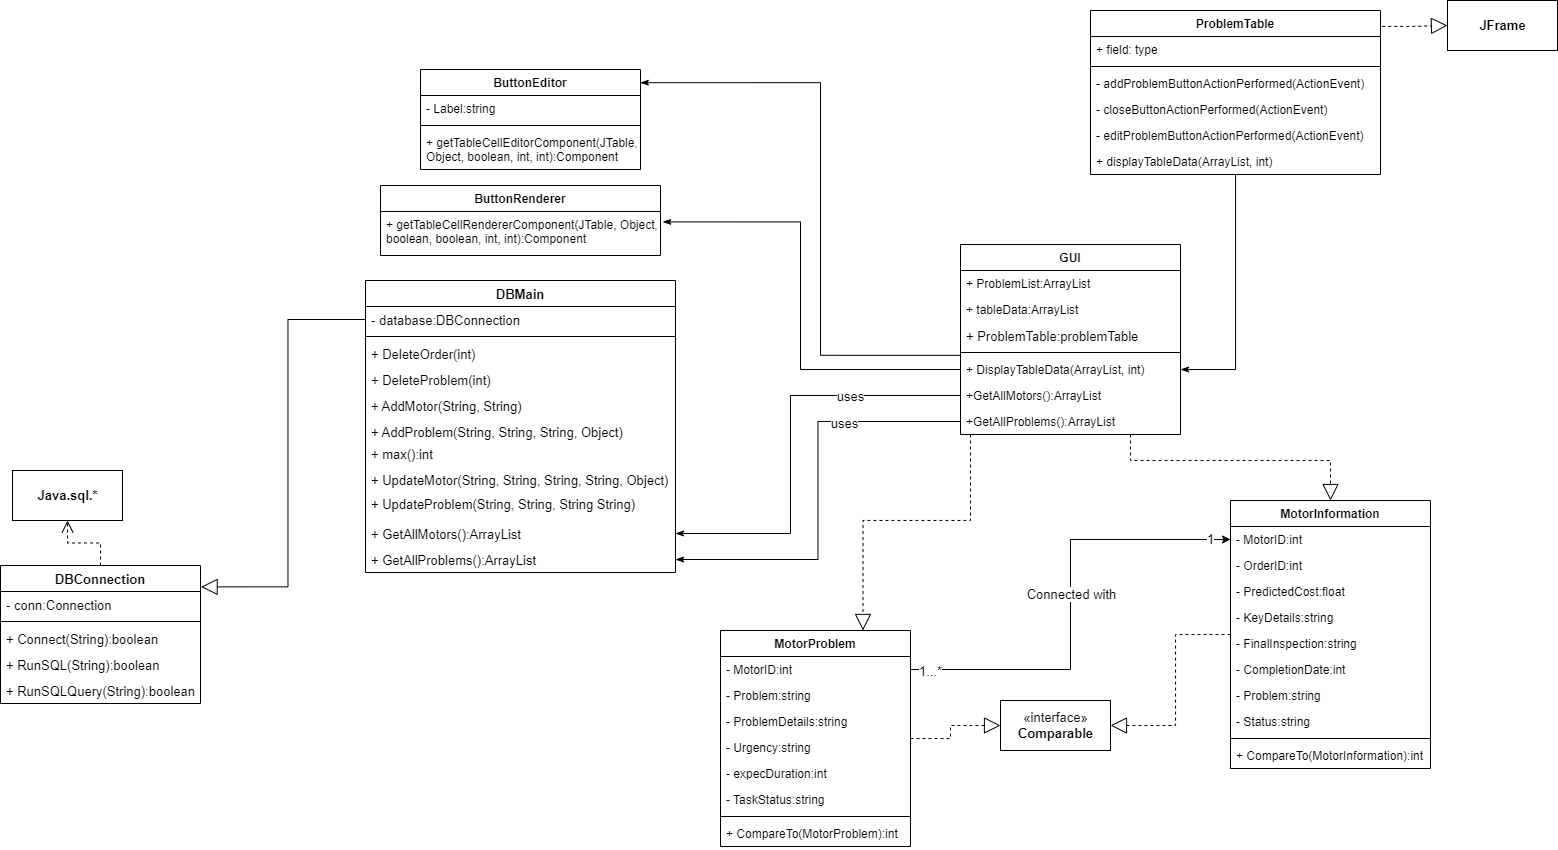 ProblemTable
+ field: type
- addProblemButtonActionPerformed(ActionEvent)
- closeButtonActionPerformed(ActionEvent)
- editProblemButtonActionPerformed(ActionEvent)
+ displayTableData(ArrayList, int)
JFrame
ButtonEditor
- Label:string
+ getTableCellEditorComponent(JTable,
Object, boolean, int, int):Component
ButtonRenderer
+ getTableCellRendererComponent(JTable, Object,
boolean, boolean, int, int):Component
GUI
+ ProblemList:ArrayList
+ tableData:ArrayList
+ ProblemTable:problemTable
+ DisplayTableData(ArrayList, int)
+GetAllMotors():ArrayList
+GetAllProblems():ArrayList
uses
uses
DBMain
- database:DBConnection
+ DeleteOrder(int)
+ DeleteProblem(int)
+ AddMotor(String, String)
+ AddProblem(String, String, String, Object)
+ max():int
+ UpdateMotor(String, String, String, String, Object)
+ UpdateProblem(String, String, String String)
+ GetAllMotors():ArrayList
+ GetAllProblems():ArrayList
Java.sql.*
DBConnection
- conn:Connection
+ Connect(String):boolean
+ RunSQL(String):boolean
+ RunSQLQuery(String):boolean
MotorInformation
- MotorID:int
- OrderID:int
- PredictedCost:float
- KeyDetails:string
- FinalInspection:string
- CompletionDate:int
- Problem:string
- Status:string
+ CompareTo(MotorInformation):int
1
Connected with
1...*
MotorProblem
- MotorID:int
- Problem:string
- ProblemDetails:string
- Urgency:string
- expecDuration:int
- TaskStatus:string
+ CompareTo(MotorProblem):int
«interface»
Comparable